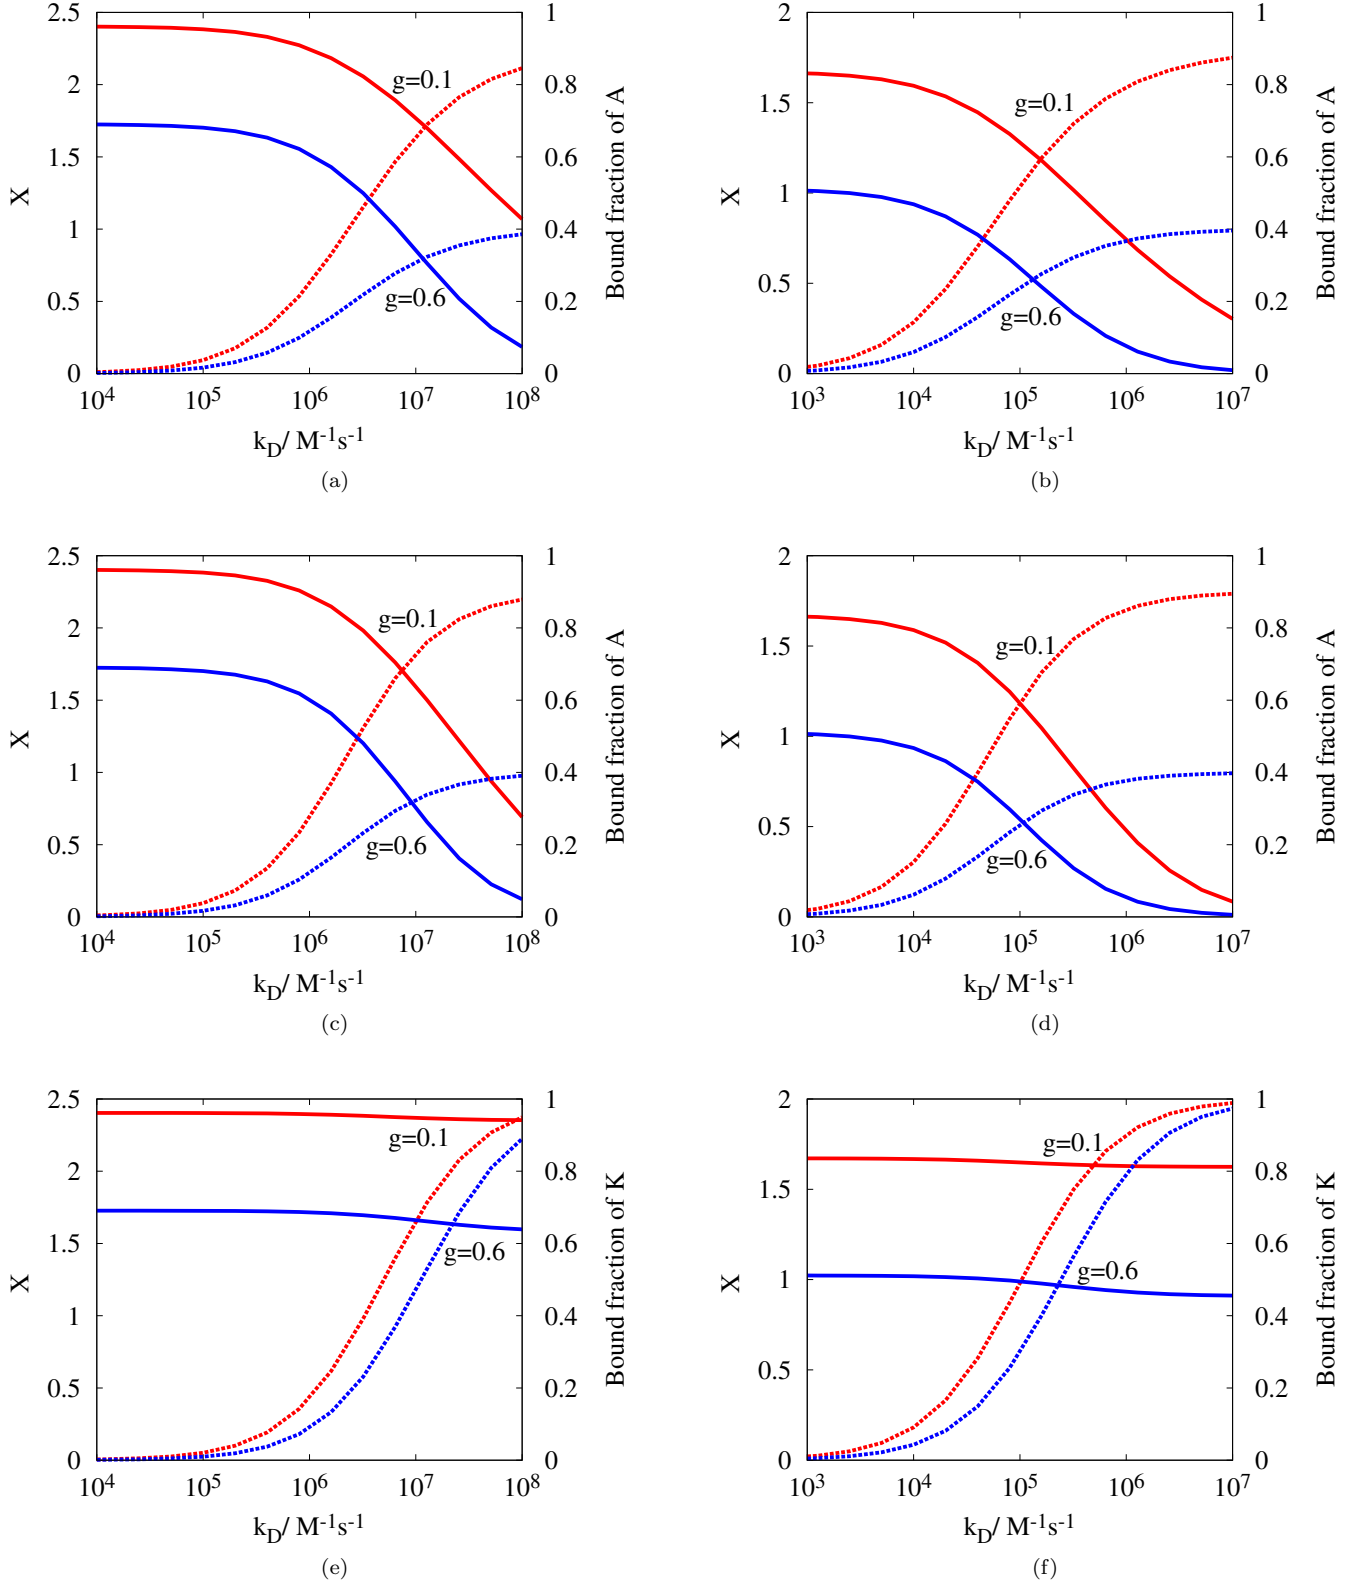 2.5
2
1.5
1
0.5
0
X
1
0.8
0.6
0.4
0.2
0
Bound fraction of A
g=0.1
g=0.6
10^4 10^5 10^6 10^7 10^8
k_D/ M^-1s^-1
(a)
2
1.5
1
0.5
0
X
1
0.8
0.6
0.4
0.2
0
Bound fraction of A
g=0.1
g=0.6
10^3 10^4 10^5 10^6 10^7
k_D/ M^-1s^-1
(b)
2.5
2
1.5
1
0.5
0
X
1
0.8
0.6
0.4
0.2
0
Bound fraction of A
g=0.1
g=0.6
10^4 10^5 10^6 10^7 10^8
k_D/ M^-1s^-1
(c)
2
1.5
1
0.5
0
X
1
0.8
0.6
0.4
0.2
0
Bound fraction of A
g=0.1
g=0.6
10^3 10^4 10^5 10^6 10^7
k_D/ M^-1s^-1
(d)
2.5
2
1.5
1
0.5
0
X
1
0.8
0.6
0.4
0.2
0
Bound fraction of K
g=0.1
g=0.6
10^4 10^5 10^6 10^7 10^8
k_D/ M^-1s^-1
(e)
2
1.5
1
0.5
0
X
1
0.8
0.6
0.4
0.2
0
Bound fraction of K
g=0.1
g=0.6
10^3 10^4 10^5 10^6 10^7
k_D/ M^-1s^-1
(f)